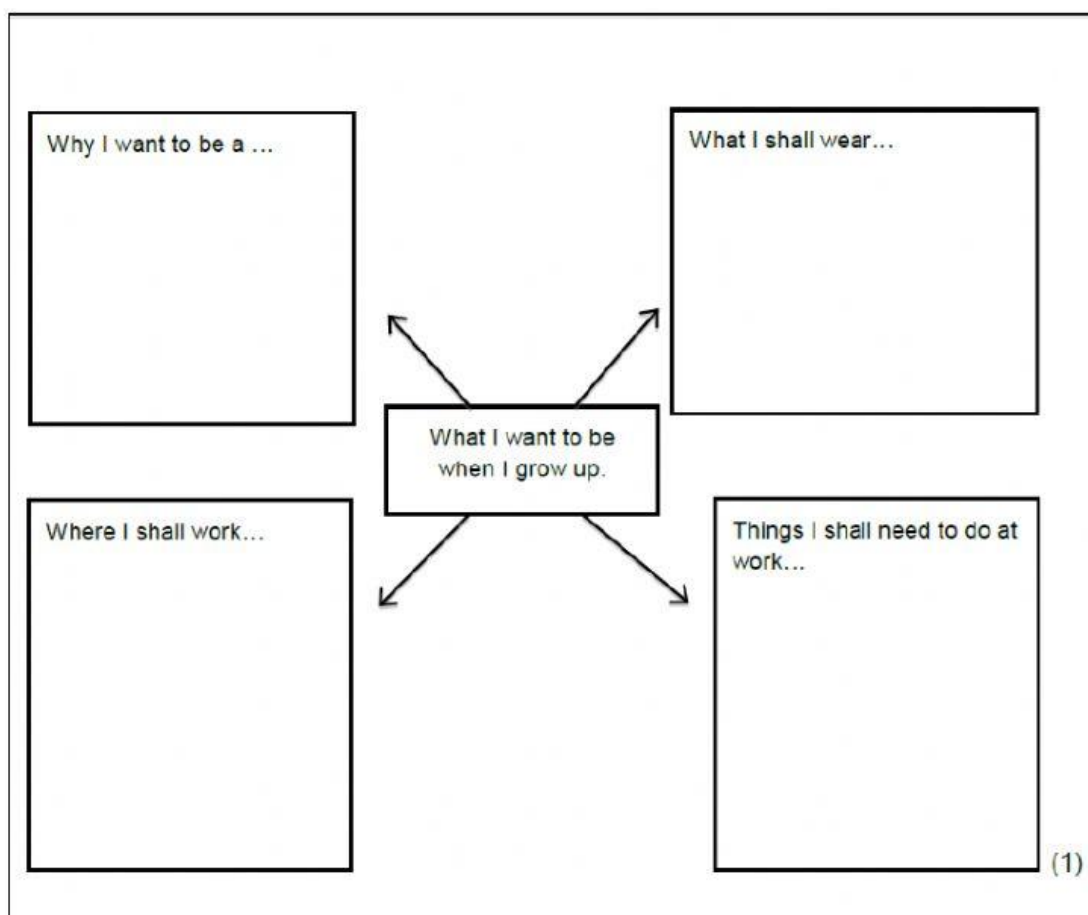 Why I want to be a ...
What I shall wear...
What I want to be
when I grow up.
Where I shall work...
Things I shall need to do at
work...
(1)